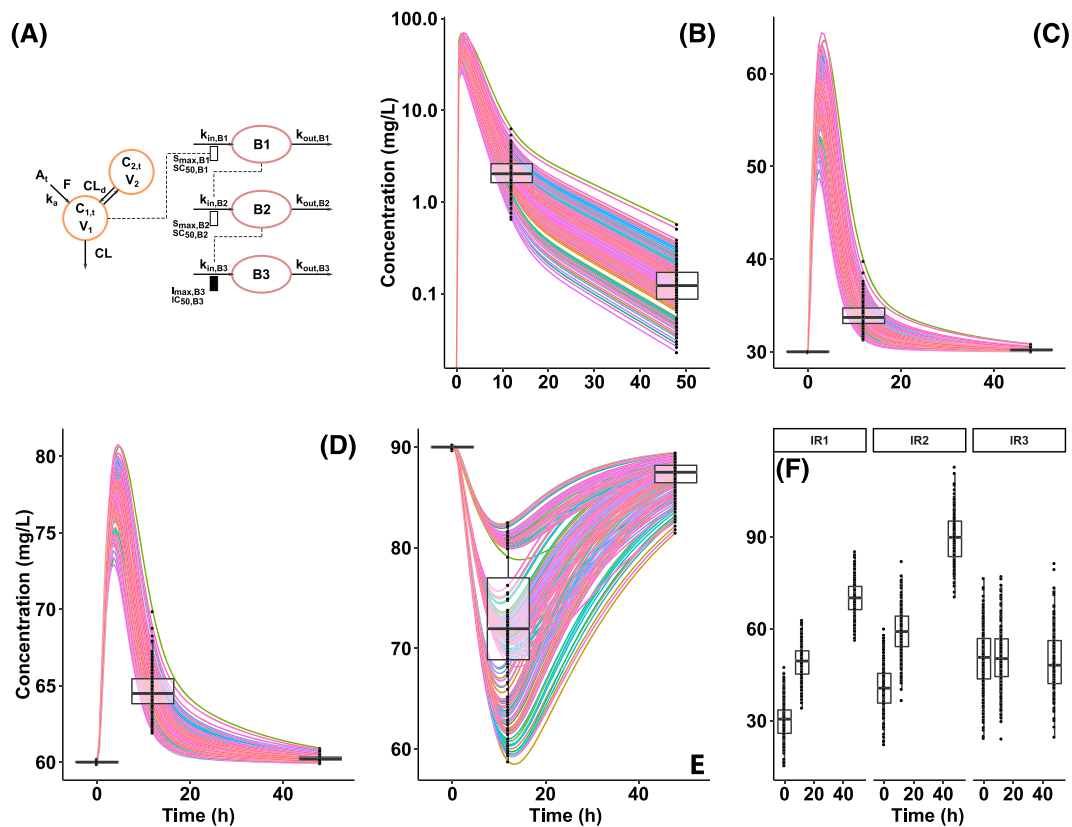 (A)
A_t
F
k_a
C_1,t
V_1
CL
CL_d
C_2,t
V_2
k_in,B1
B1
k_out,B1
S_max,B1
SC_50,B1
k_in,B2
B2
k_out,B2
S_max,B2
SC_50,B2
k_in,B3
B3
k_out,B3
I_max,B3
IC_50,B3
(B)
Concentration (mg/L)
100.0
10.0
1.0
0.1
0 10 20 30 40 50
(C)
60
50
40
30
0 20 40
(D)
Concentration (mg/L)
80
75
70
65
60
0 20 40
Time (h)
E
90
80
70
60
0 20 40
Time (h)
(F)
IR1 IR2 IR3
90
60
30
0 20 40 0 20 40 0 20 40
Time (h)